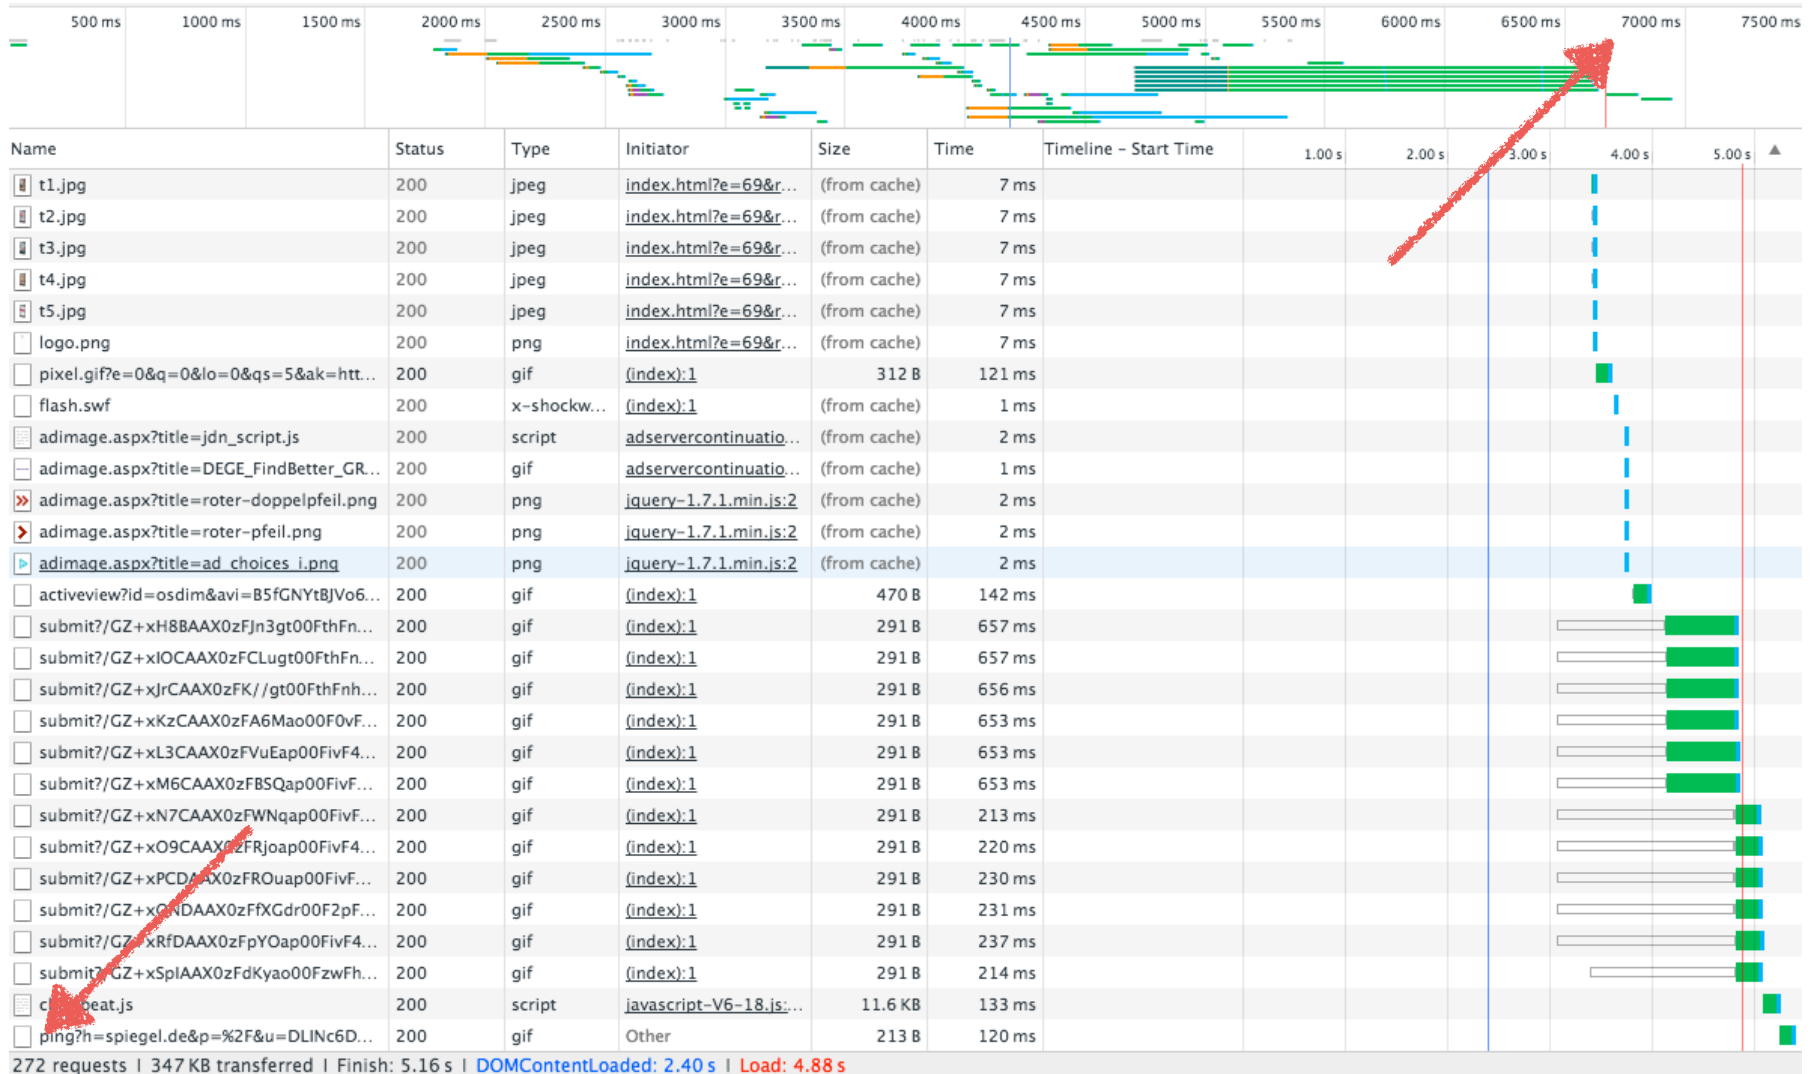 500 ms 1000 ms 1500 ms 2000 ms 2500 ms 3000 ms 3500 ms 4000 ms 4500 ms 5000 ms 5500 ms 6000 ms 6500 ms 7000 ms 7500 ms
Name Status Type Initiator Size Time Timeline – Start Time 1.00 s 2.00 s 3.00 s 4.00 s 5.00 s ▲
t1.jpg 200 jpeg index.html?e=69&r... (from cache) 7 ms
t2.jpg 200 jpeg index.html?e=69&r... (from cache) 7 ms
t3.jpg 200 jpeg index.html?e=69&r... (from cache) 7 ms
t4.jpg 200 jpeg index.html?e=69&r... (from cache) 7 ms
t5.jpg 200 jpeg index.html?e=69&r... (from cache) 7 ms
logo.png 200 png index.html?e=69&r... (from cache) 7 ms
pixel.gif?e=0&q=0&lo=0&qs=5&ak=htt... 200 gif (index):1 312 B 121 ms
flash.swf 200 x-shockw... (index):1 (from cache) 1 ms
adimage.aspx?title=jdn_script.js 200 script adservercontinuatio... (from cache) 2 ms
adimage.aspx?title=DEGE_FindBetter_GR... 200 gif adservercontinuatio... (from cache) 1 ms
adimage.aspx?title=roter-doppelpfeil.png 200 png jquery-1.7.1.min.js:2 (from cache) 2 ms
adimage.aspx?title=roter-pfeil.png 200 png jquery-1.7.1.min.js:2 (from cache) 2 ms
adimage.aspx?title=ad_choices_i.png 200 png jquery-1.7.1.min.js:2 (from cache) 2 ms
activeview?id=osdim&avi=B5fGNYtBJVo6... 200 gif (index):1 470 B 142 ms
submit?/GZ+xH8BAAX0zFJn3gt00FthFn... 200 gif (index):1 291 B 657 ms
submit?/GZ+xIOCAAX0zFCLugt00FthFn... 200 gif (index):1 291 B 657 ms
submit?/GZ+xJrCAAX0zFK//gt00FthFnh... 200 gif (index):1 291 B 656 ms
submit?/GZ+xKzCAAX0zFA6Mao00F0vF... 200 gif (index):1 291 B 653 ms
submit?/GZ+xL3CAAX0zFVuEap00FivF4... 200 gif (index):1 291 B 653 ms
submit?/GZ+xM6CAAX0zFBSQap00FivF... 200 gif (index):1 291 B 653 ms
submit?/GZ+xN7CAAX0zFWNqap00FivF... 200 gif (index):1 291 B 213 ms
200 gif (index):1 291 B 220 ms
200 gif (index):1 291 B 230 ms
200 gif (index):1 291 B 231 ms
200 gif (index):1 291 B 237 ms
200 gif (index):1 291 B 214 ms
200 script javascript-V6-18.js:... 11.6 KB 133 ms
ping?h=spiegel.de&p=%2F&u=DLINc6D... 200 gif Other 213 B 120 ms
272 requests | 347 KB transferred | Finish: 5.16 s | DOMContentLoaded: 2.40 s | Load: 4.88 s